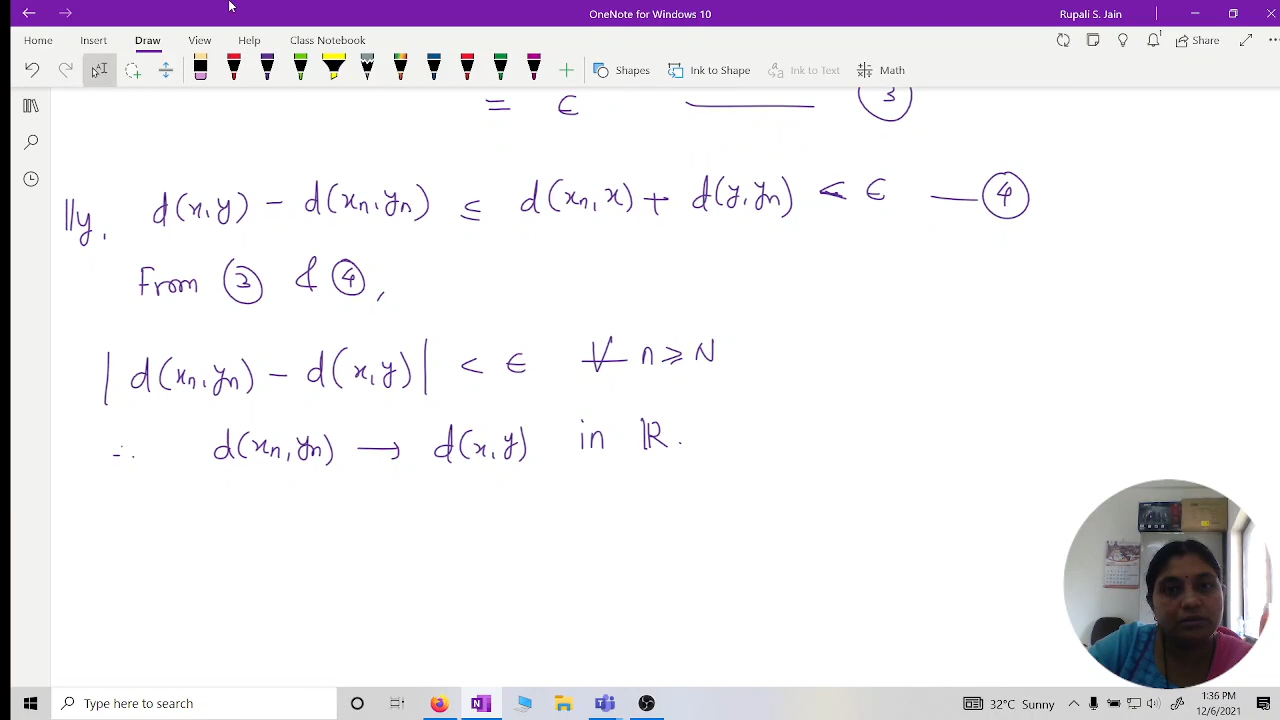 OneNote for Windows 10
Rupali S. Jain
Home Insert Draw View Help Class Notebook
Share
Shapes Ink to Shape Ink to Text Math
= ϵ ——— ③
||ly, d(x,y) - d(xn,yn) ≤ d(xn,x) + d(y,yn) < ϵ — ④
From ③ & ④,
| d(xn,yn) - d(x,y) | < ϵ ∀ n ≥ N
∴ d(xn,yn) → d(x,y) in ℝ.
Type here to search
32°C Sunny
1:36 PM
12/6/2021